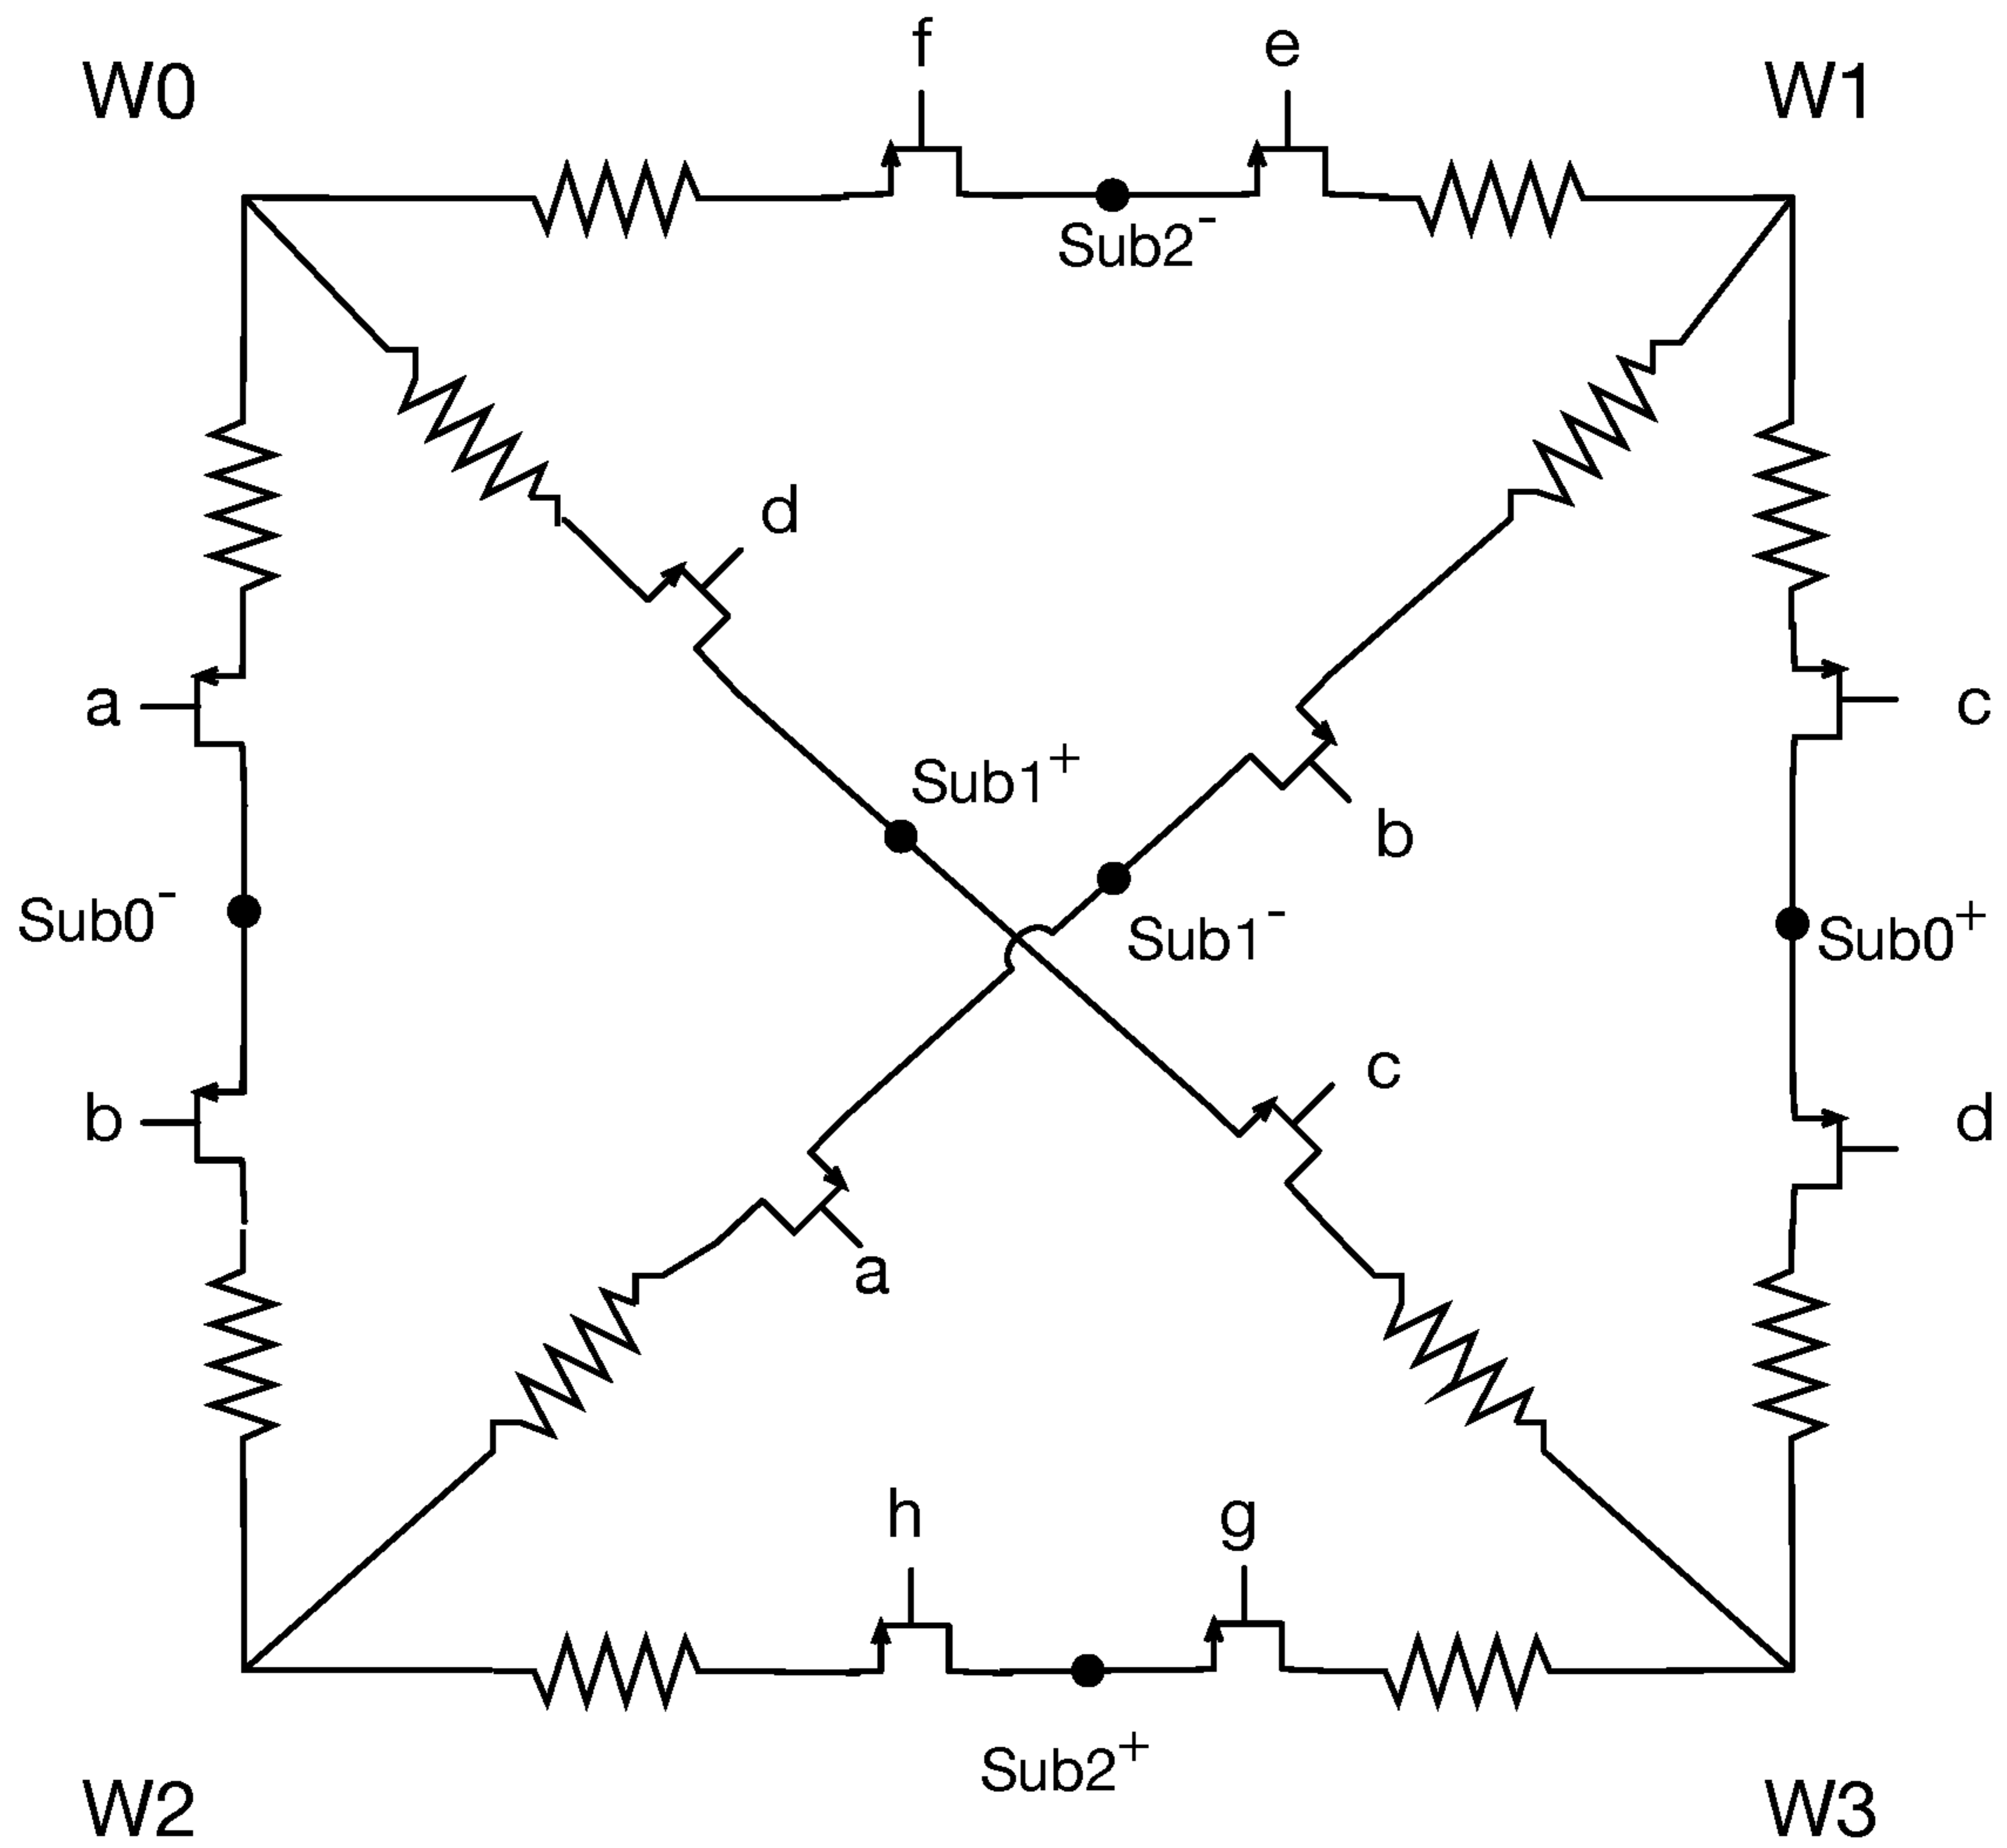 f e
W0 W1
Sub2-
d
a c
Sub1+
b
Sub0- Sub1- Sub0+
c
b d
a
h g
Sub2+
W2 W3